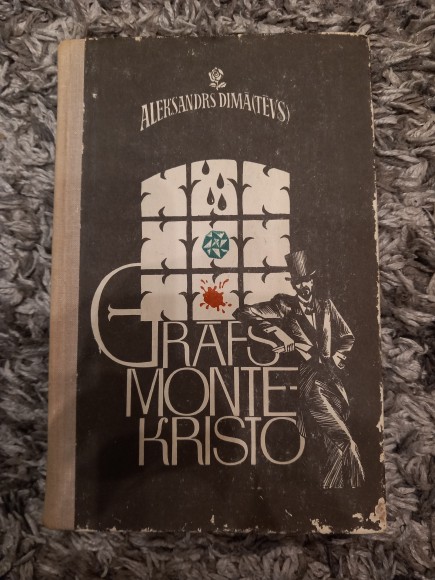 ALEKSANDRS DIMĀ(TĒVS)
GRĀFS
MONTE-
KRISTO